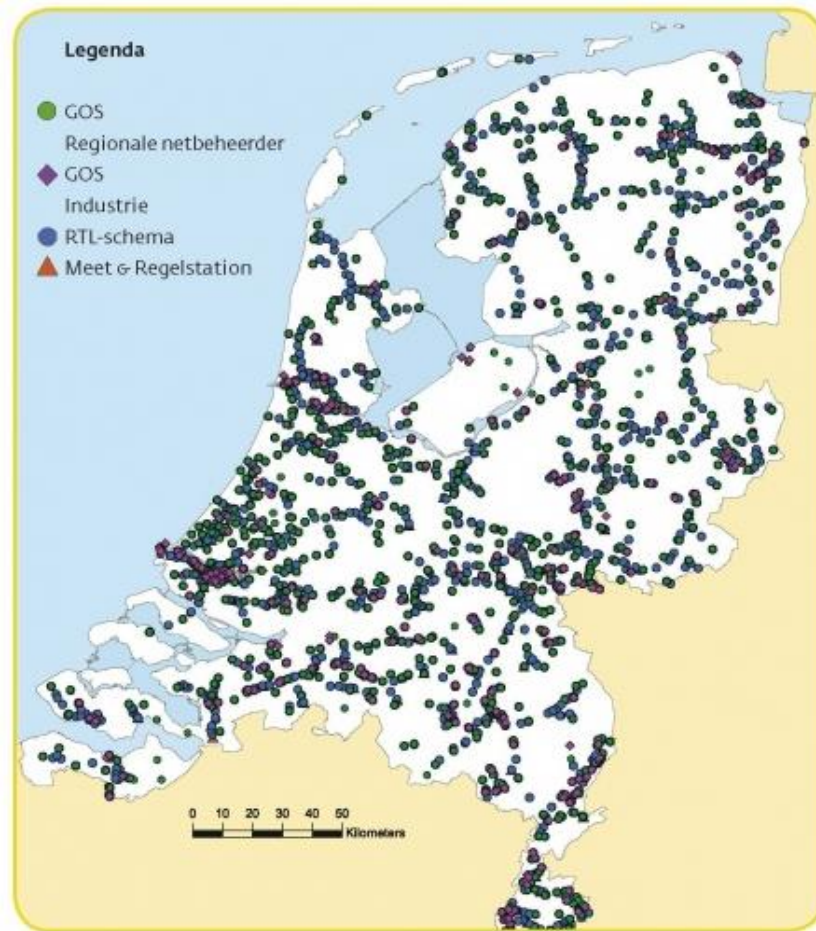 Legenda
GOS
Regionale netbeheerder
GOS
Industrie
RTL-schema
Meet & Regelstation
0 10 20 30 40 50
Kilometers